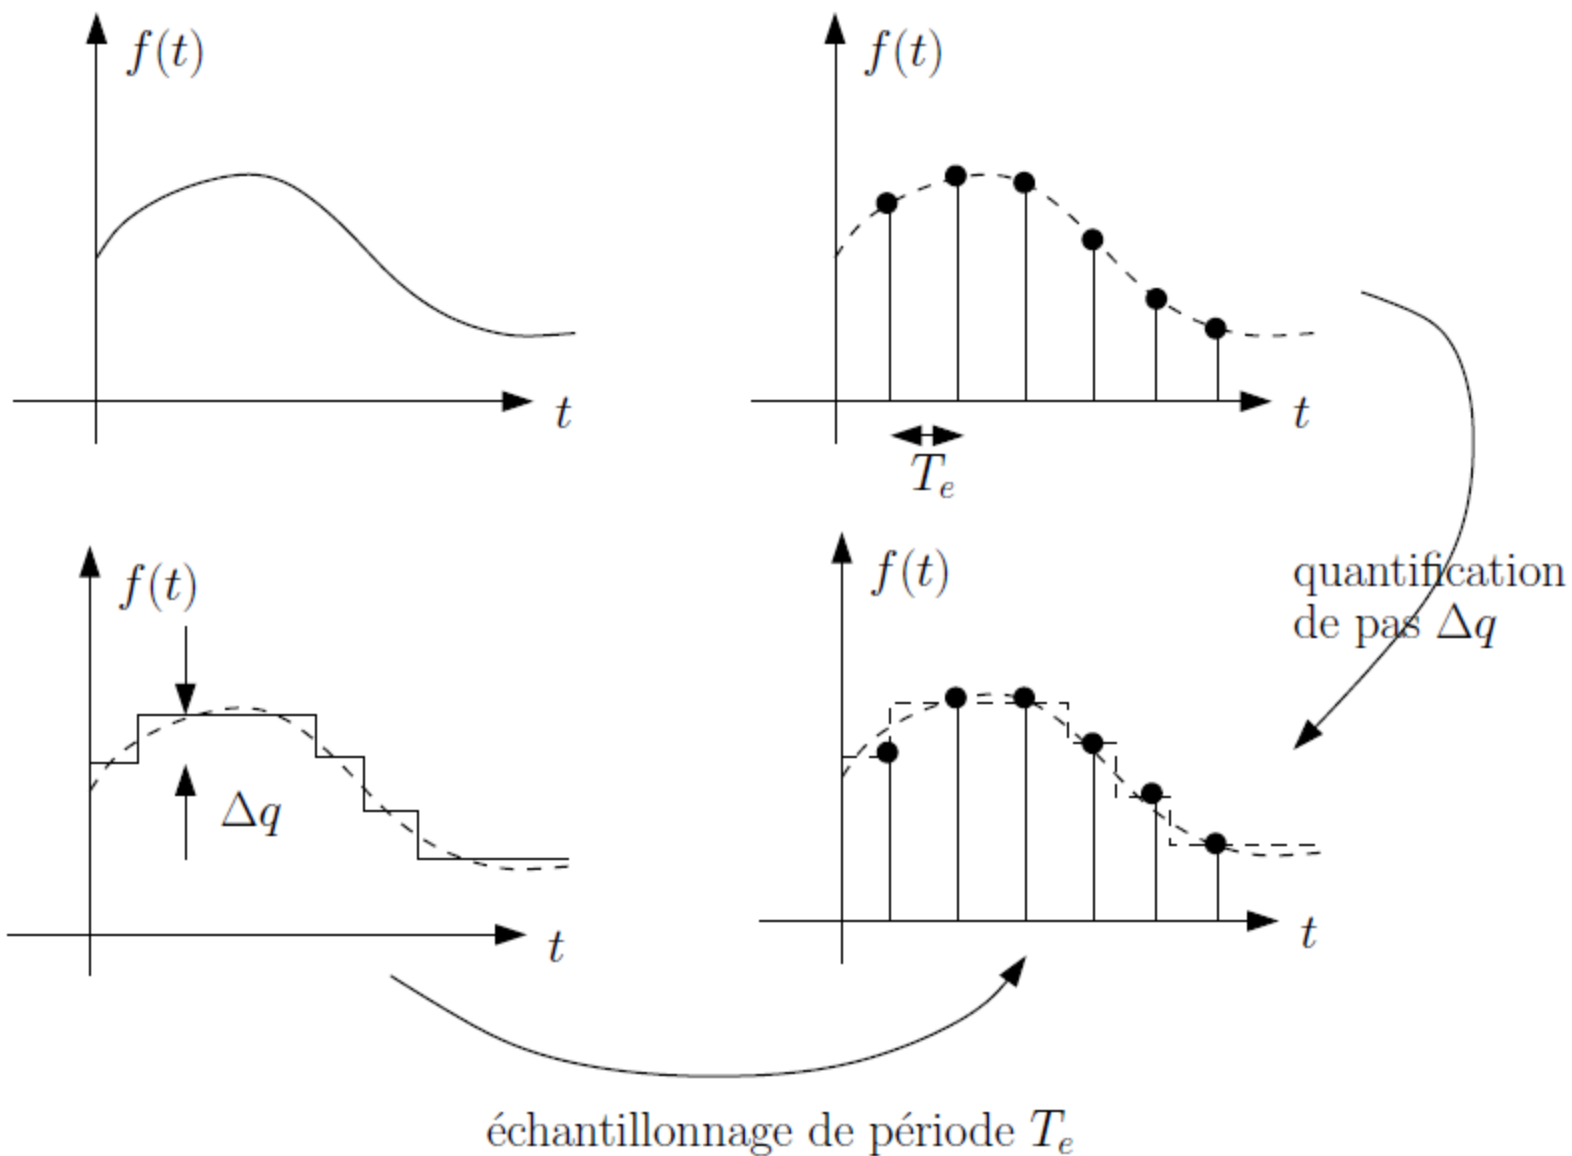 f(t)
f(t)
t
t
T_e
f(t)
f(t)
quantification
de pas Δq
Δq
t
t
échantillonnage de période T_e